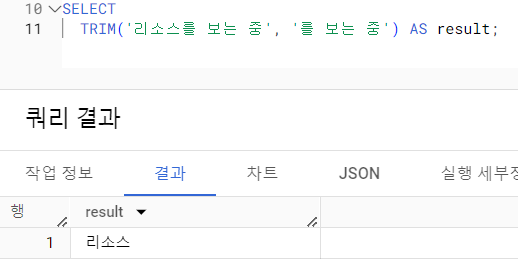 10 SELECT
11 TRIM('리소스를 보는 중', '를 보는 중') AS result;
쿼리 결과
작업 정보 결과 차트 JSON 실행 세부정
행 result
1 리소스